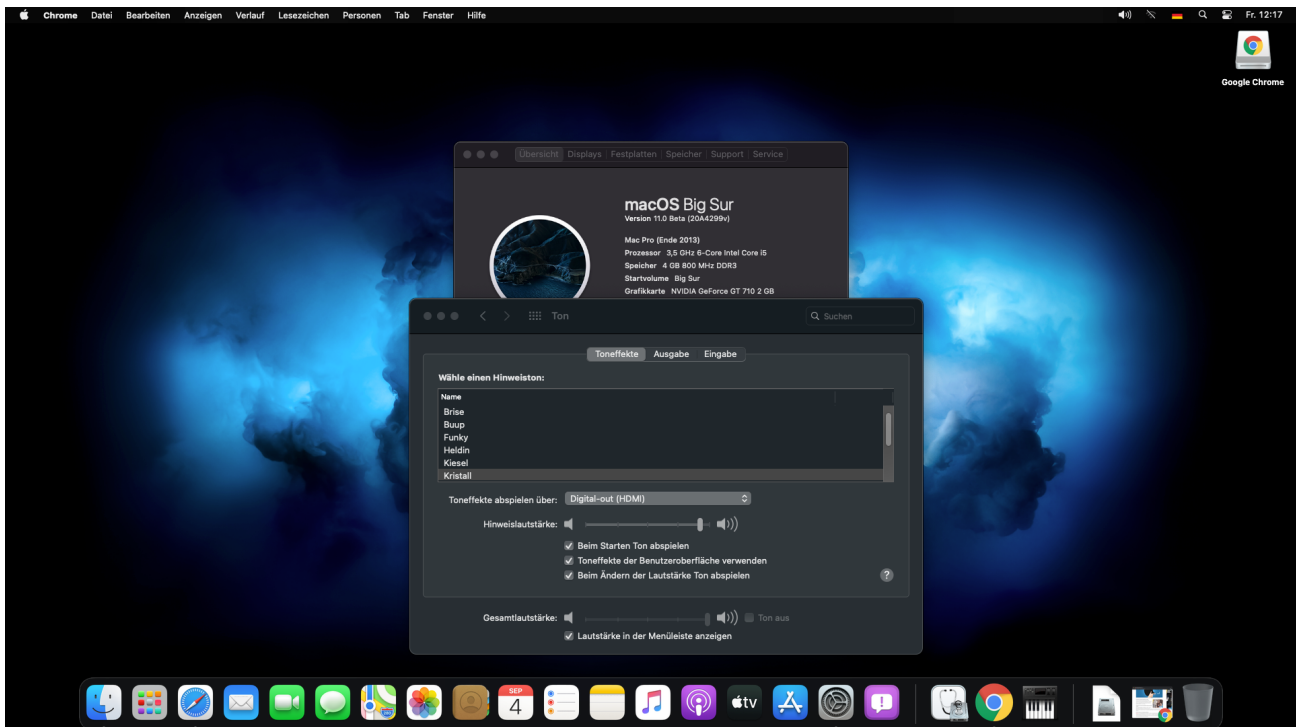 Chrome Datei Bearbeiten Anzeigen Verlauf Lesezeichen Personen Tab Fenster Hilfe Fr. 12:17
Google Chrome
Übersicht Displays Festplatten Speicher Support Service
macOS Big Sur
Version 11.0 Beta (20A4299v)
Mac Pro (Ende 2013)
Prozessor 3,5 GHz 6-Core Intel Core i5
Speicher 4 GB 800 MHz DDR3
Startvolume Big Sur
Grafikkarte NVIDIA GeForce GT 710 2 GB
Ton Suchen
Toneffekte Ausgabe Eingabe
Wähle einen Hinweiston:
Name
Brise
Buup
Funky
Heldin
Kiesel
Kristall
Toneffekte abspielen über: Digital-out (HDMI)
Hinweislautstärke:
Beim Starten Ton abspielen
Toneffekte der Benutzeroberfläche verwenden
Beim Ändern der Lautstärke Ton abspielen
?
Gesamtlautstärke: Ton aus
Lautstärke in der Menüleiste anzeigen
SEP
4
tv